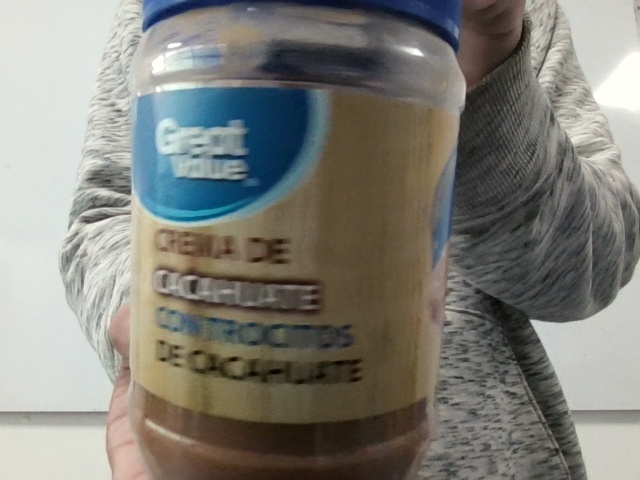 Great
Value
CREMA DE
CACAHUATE
CON TROCITOS
DE CACAHUATE